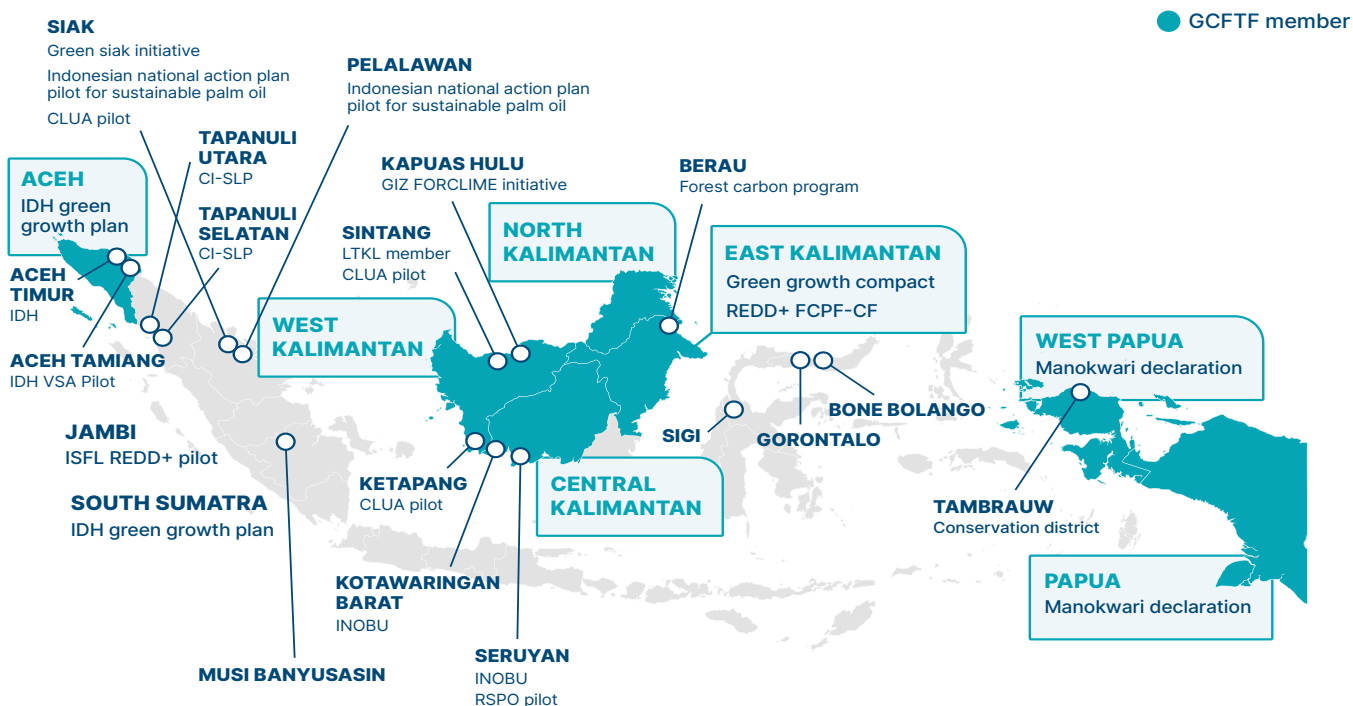 GCFTF member
SIAK
Green siak initiative
Indonesian national action plan
pilot for sustainable palm oil
CLUA pilot
PELALAWAN
Indonesian national action plan
pilot for sustainable palm oil
TAPANULI
UTARA
CI-SLP
TAPANULI
SELATAN
CI-SLP
ACEH
IDH green
growth plan
ACEH
TIMUR
IDH
ACEH TAMIANG
IDH VSA Pilot
KAPUAS HULU
GIZ FORCLIME initiative
SINTANG
LTKL member
CLUA pilot
BERAU
Forest carbon program
NORTH
KALIMANTAN
EAST KALIMANTAN
Green growth compact
REDD+ FCPF-CF
WEST
KALIMANTAN
WEST PAPUA
Manokwari declaration
BONE BOLANGO
GORONTALO
SIGI
JAMBI
ISFL REDD+ pilot
SOUTH SUMATRA
IDH green growth plan
KETAPANG
CLUA pilot
CENTRAL
KALIMANTAN
TAMBRAUW
Conservation district
KOTAWARINGAN
BARAT
INOBU
PAPUA
Manokwari declaration
MUSI BANYUSASIN
SERUYAN
INOBU
RSPO pilot